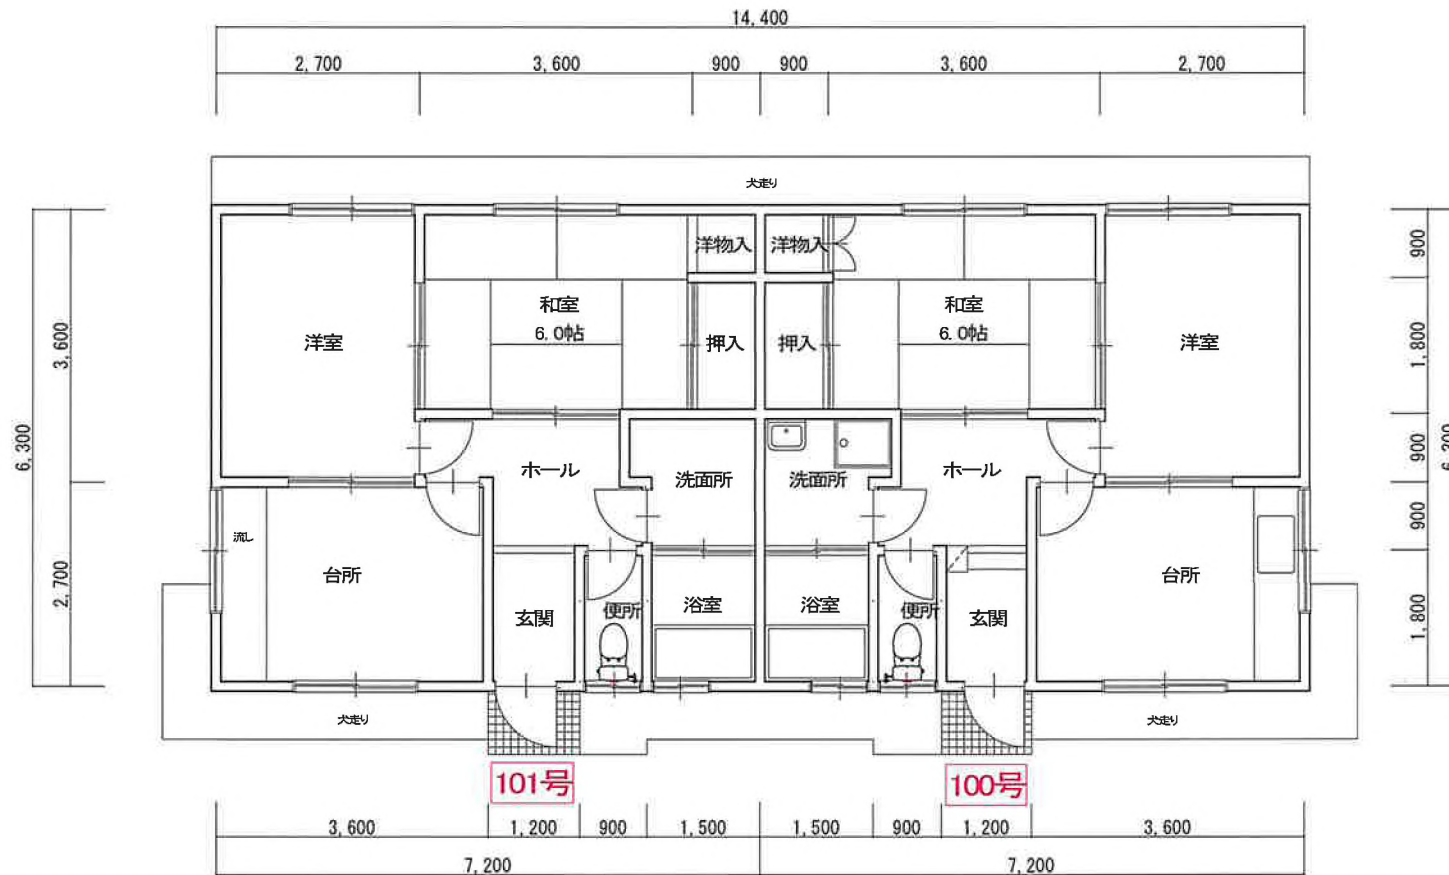 14,400
2,700 3,600 900 900 3,600 2,700
犬走り
洋物入 洋物入
900
和室 和室
6.0帖 6.0帖
洋室 押入 押入 洋室
3,600 1,800
6,300 6,300
ホール 洗面所 洗面所 ホール
900
900
流し
台所 浴室 浴室 台所
2,700 玄関 便所 便所 玄関 1,800
犬走り 犬走り
101号 100号
3,600 1,200 900 1,500 1,500 900 1,200 3,600
7,200 7,200